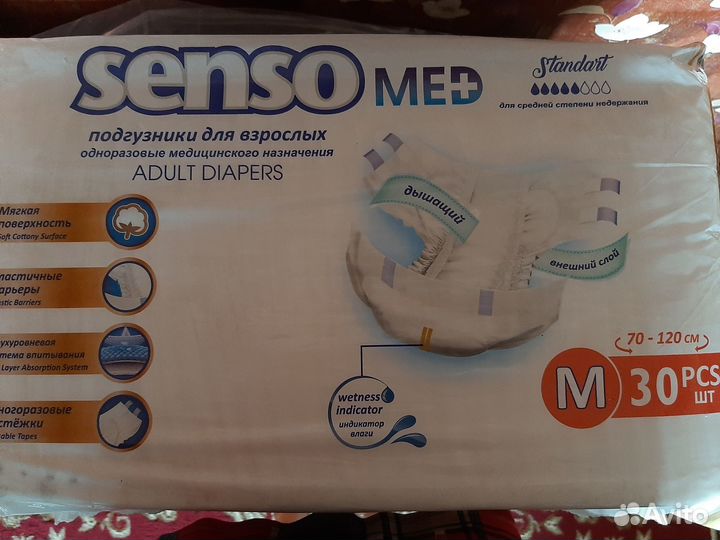 senso MED
Standart
для средней степени недержания
подгузники для взрослых
одноразовые медицинского назначения
ADULT DIAPERS
дышащий
внешний слой
Мягкая
поверхность
Soft Cottony Surface
ластичные
арьеры
stic Barriers
ухуровневая
тема впитывания
Layer Absorption System
ногоразовые
стёжки
able Tapes
wetness
indicator
индикатор
влаги
70 - 120 см
M 30 PCS
ШТ
Avito